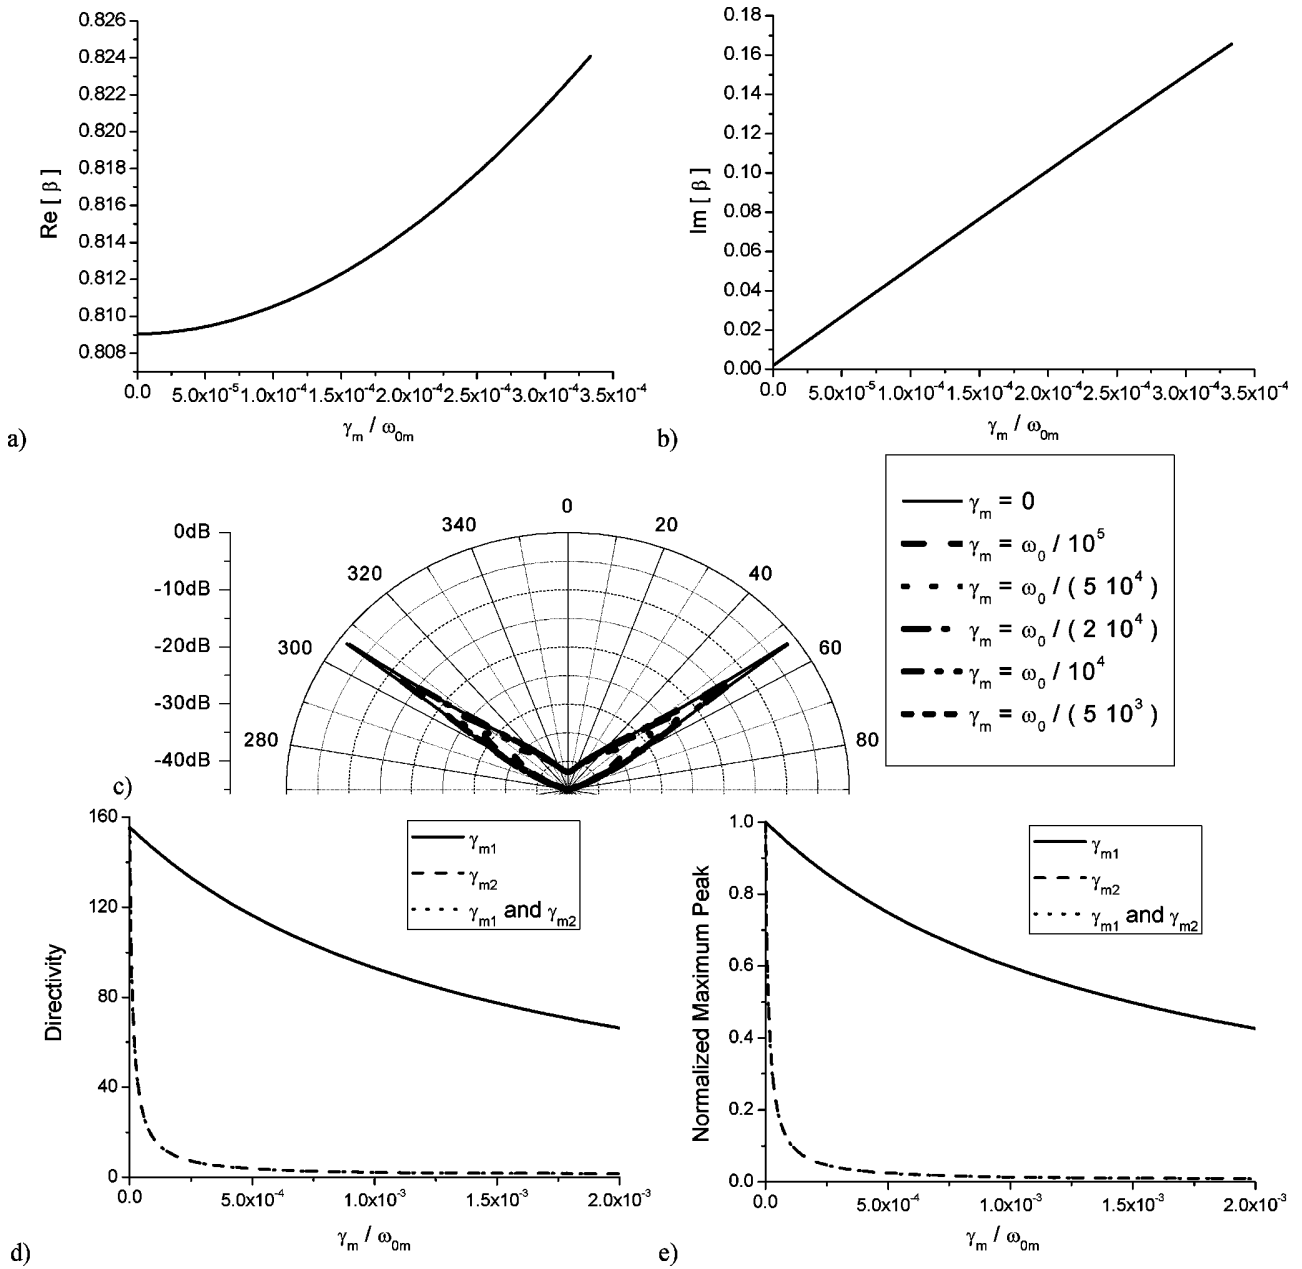 0.826
0.824
0.822
0.820
0.818
0.816
0.814
0.812
0.810
0.808
Re [ β ]
0.0 5.0x10⁻⁵ 1.0x10⁻⁴ 1.5x10⁻⁴ 2.0x10⁻⁴ 2.5x10⁻⁴ 3.0x10⁻⁴ 3.5x10⁻⁴
γm / ω0m
a)
0.18
0.16
0.14
0.12
0.10
0.08
0.06
0.04
0.02
0.00
Im [ β ]
0.0 5.0x10⁻⁵ 1.0x10⁻⁴ 1.5x10⁻⁴ 2.0x10⁻⁴ 2.5x10⁻⁴ 3.0x10⁻⁴ 3.5x10⁻⁴
γm / ω0m
b)
0dB
-10dB
-20dB
-30dB
-40dB
280
300
320
340
0
20
40
60
80
c)
γm = 0
γm = ω0 / 10⁵
γm = ω0 / ( 5 10⁴ )
γm = ω0 / ( 2 10⁴ )
γm = ω0 / 10⁴
γm = ω0 / ( 5 10³ )
160
120
80
40
0
Directivity
γm1
γm2
γm1 and γm2
0.0 5.0x10⁻⁴ 1.0x10⁻³ 1.5x10⁻³ 2.0x10⁻³
γm / ω0m
d)
1.0
0.8
0.6
0.4
0.2
0.0
Normalized Maximum Peak
γm1
γm2
γm1 and γm2
0.0 5.0x10⁻⁴ 1.0x10⁻³ 1.5x10⁻³ 2.0x10⁻³
γm / ω0m
e)